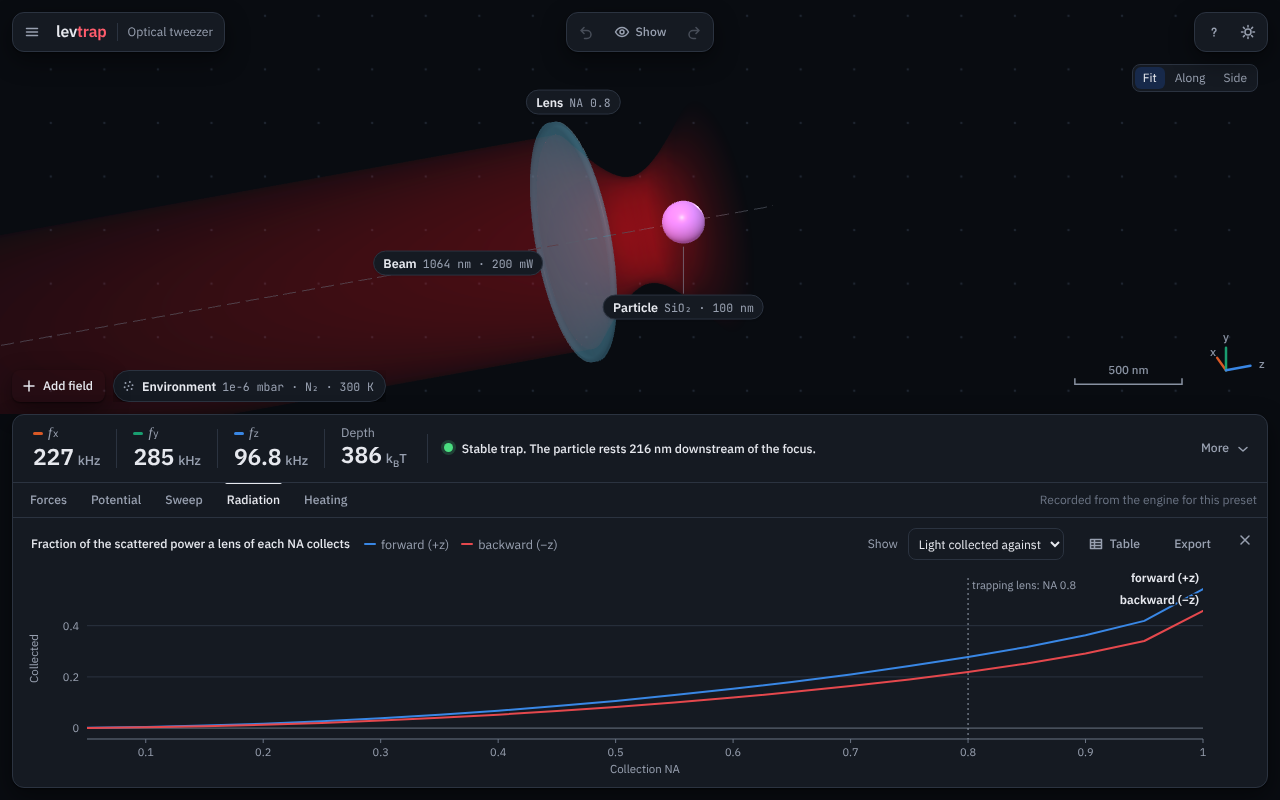 levtrap Optical tweezer
Show
?
Fit Along Side
Lens NA 0.8
Beam 1064 nm · 200 mW
Particle SiO₂ · 100 nm
Add field
Environment 1e-6 mbar · N₂ · 300 K
500 nm
y
x
z
fx fy fz Depth
227 kHz 285 kHz 96.8 kHz 386 kBT
Stable trap. The particle rests 216 nm downstream of the focus.
More
Forces Potential Sweep Radiation Heating
Recorded from the engine for this preset
Fraction of the scattered power a lens of each NA collects
forward (+z) backward (−z)
Show Light collected against Table Export
forward (+z)
trapping lens: NA 0.8
backward (−z)
Collected
0.4
0.2
0
0.1 0.2 0.3 0.4 0.5 0.6 0.7 0.8 0.9 1
Collection NA